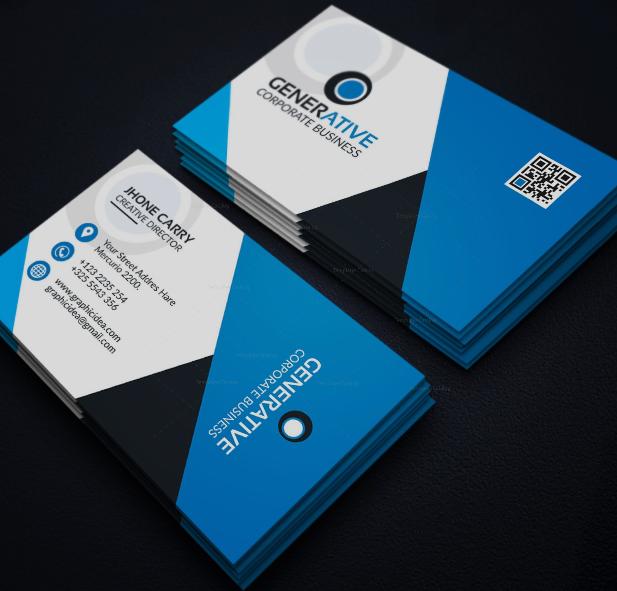 GENERATIVE
CORPORATE BUSINESS
JHONE CARRY
CREATIVE DIRECTOR
Your Street Addres Hare
Mercurio 2200.
+123 2235 254
+325 5543 356
www.graphicidea.com
graphicidea@gmail.com
GENERATIVE
CORPORATE BUSINESS